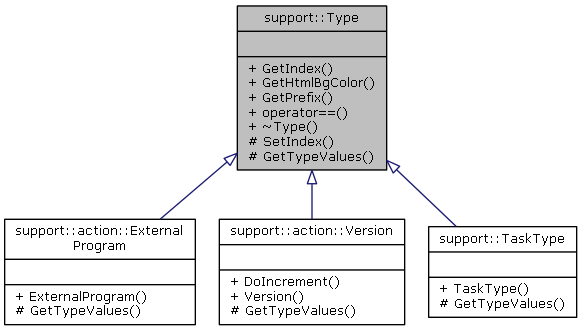 support::Type
+ GetIndex()
+ GetHtmlBgColor()
+ GetPrefix()
+ operator==()
+ ~Type()
# SetIndex()
# GetTypeValues()
support::action::External
Program
+ ExternalProgram()
# GetTypeValues()
support::action::Version
+ DoIncrement()
+ Version()
# GetTypeValues()
support::TaskType
+ TaskType()
# GetTypeValues()